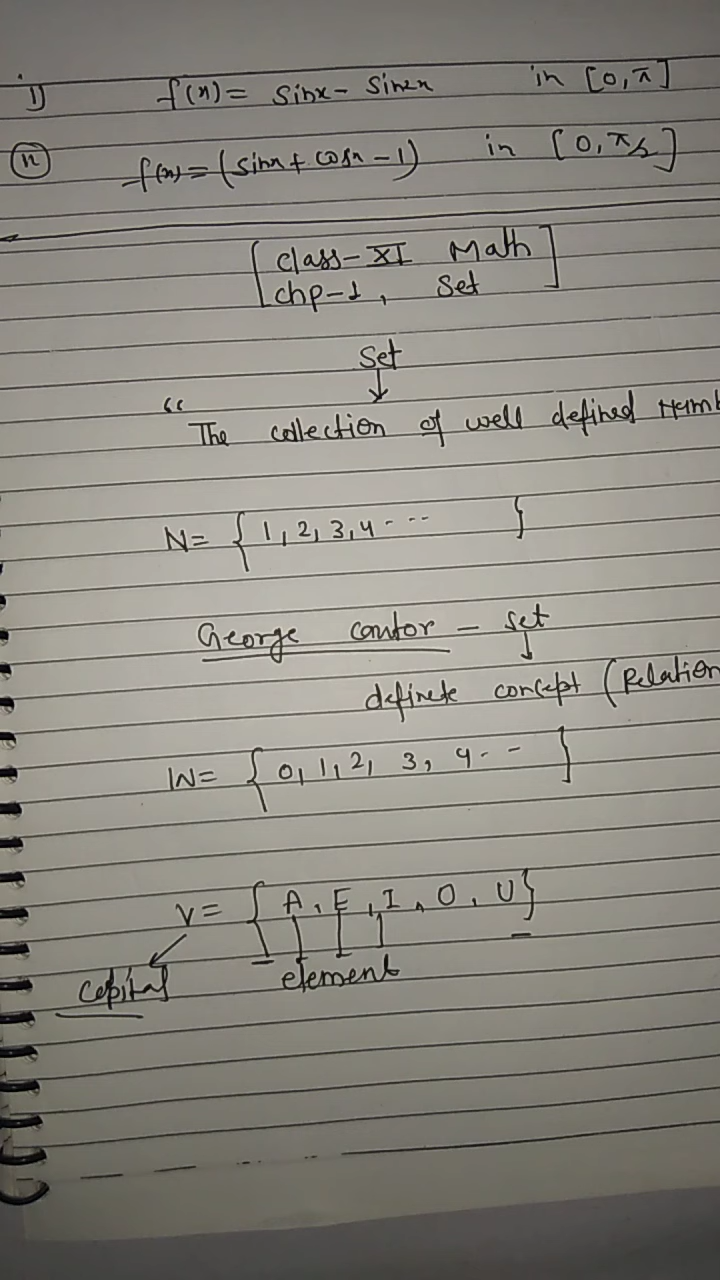 i) f(x) = sinx - sin2x in [0, π]
(ii) f(x) = (sinx + cosx - 1) in [0, π/2]
[class-XI Math
chp-1, Set]
Set
↓
"The collection of well defined Numb
N= { 1, 2, 3, 4 - -- }
George cantor - set
↓
definete concept (Relation
W= { 0, 1, 2, 3, 4 - - }
V= { A, E, I, O, U}
capital element